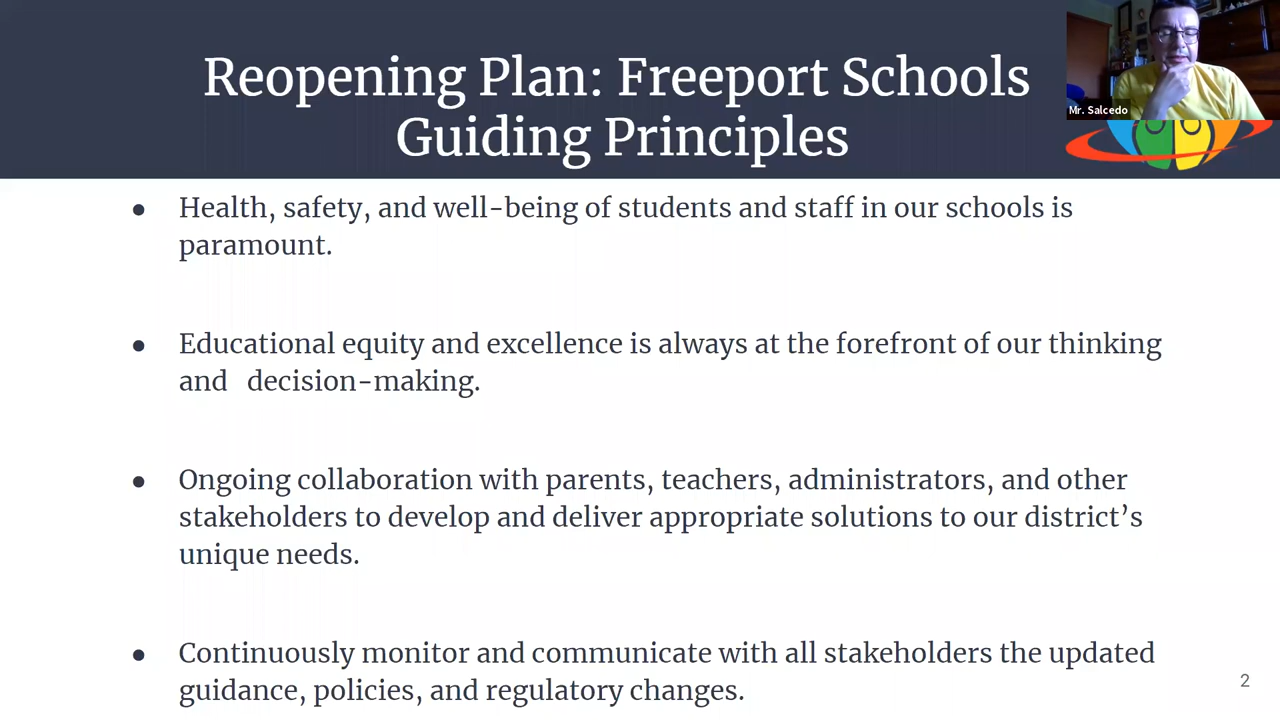 Reopening Plan: Freeport Schools
Guiding Principles
Mr. Salcedo
● Health, safety, and well-being of students and staff in our schools is
paramount.
● Educational equity and excellence is always at the forefront of our thinking
and decision-making.
● Ongoing collaboration with parents, teachers, administrators, and other
stakeholders to develop and deliver appropriate solutions to our district’s
unique needs.
● Continuously monitor and communicate with all stakeholders the updated
guidance, policies, and regulatory changes.
2